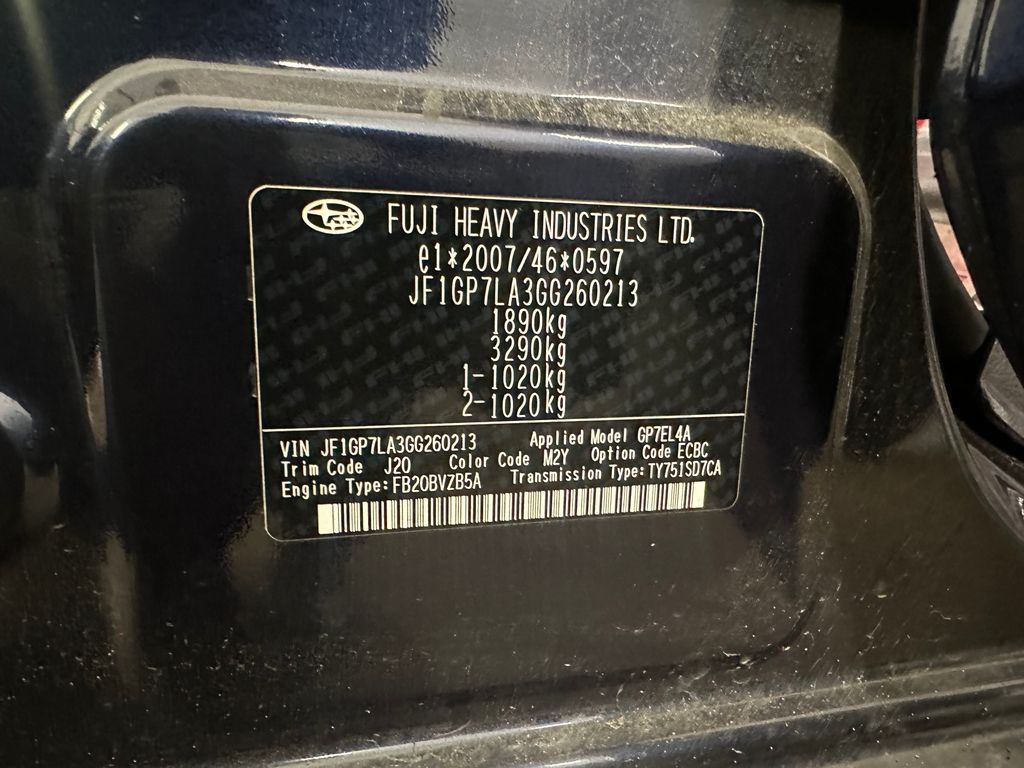 FUJI HEAVY INDUSTRIES LTD.
e1*2007/46*0597
JF1GP7LA3GG260213
1890kg
3290kg
1-1020kg
2-1020kg
VIN JF1GP7LA3GG260213 Applied Model GP7EL4A
Trim Code J20 Color Code M2Y Option Code ECBC
Engine Type:FB20BVZB5A Transmission Type:TY751SD7CA